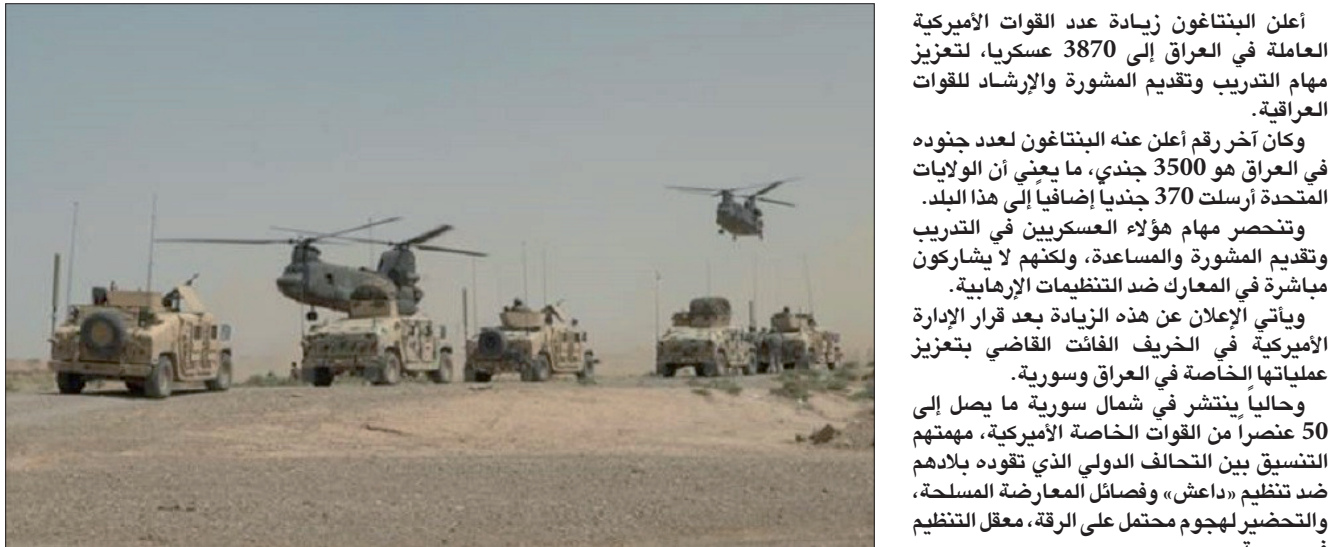 أعلن البنتاغون زيـادة عدد القوات الأميركية
العاملة في العراق إلى 3870 عسكريا، لتعزيز
مهام التدريب وتقديم المشورة والإرشـاد للقوات
العراقية.
وكان آخر رقم أعلن عنه البنتاغون لعدد جنوده
في العراق هو 3500 جندي، ما يعني أن الولايات
المتحدة أرسلت 370 جندياً إضافياً إلى هذا البلد.
وتنحصر مهام هؤلاء العسكريين في التدريب
وتقديم المشورة والمساعدة، ولكنهم لا يشاركون
مباشرة في المعارك ضد التنظيمات الإرهابية.
ويأتي الإعلان عن هذه الزيادة بعد قرار الإدارة
الأميركية في الخريف الفائت القاضي بتعزيز
عملياتها الخاصة في العراق وسورية.
وحالياً ينتشر في شمال سورية ما يصل إلى
50 عنصراً من القوات الخاصة الأميركية، مهمتهم
التنسيق بين التحالف الدولي الذي تقوده بلادهم
ضد تنظيم «داعش» وفصائل المعارضة المسلحة،
والتحضير لهجوم محتمل على الرقة، معقل التنظيم